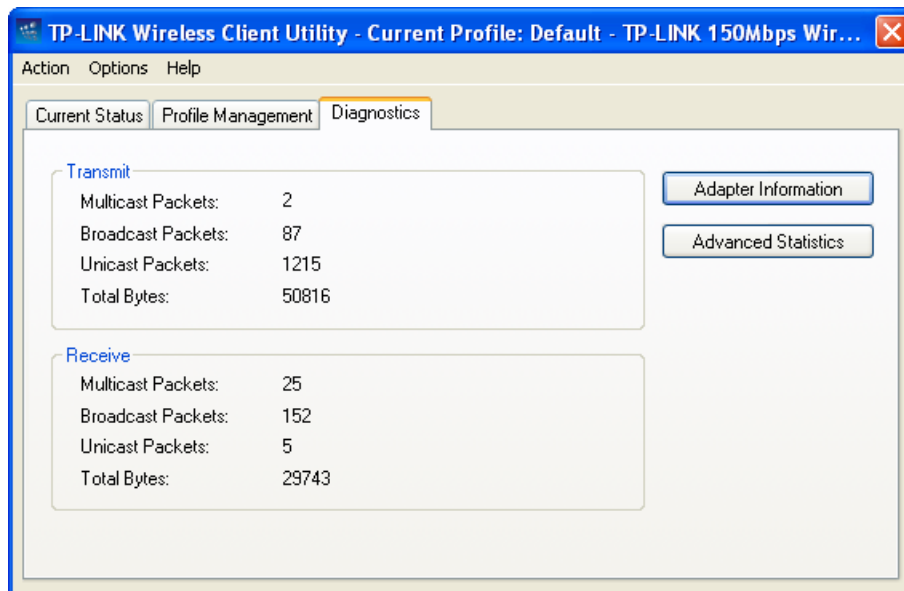 TP-LINK Wireless Client Utility - Current Profile: Default - TP-LINK 150Mbps Wir...
Action Options Help
Current Status Profile Management Diagnostics
Transmit
Multicast Packets: 2
Broadcast Packets: 87
Unicast Packets: 1215
Total Bytes: 50816
Adapter Information
Advanced Statistics
Receive
Multicast Packets: 25
Broadcast Packets: 152
Unicast Packets: 5
Total Bytes: 29743